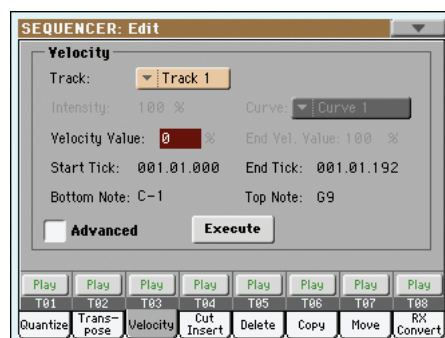 SEQUENCER: Edit
Velocity
Track: Track 1
Intensity: 100 % Curve: Curve 1
Velocity Value: 0 % End Vel. Value: 100 %
Start Tick: 001.01.000 End Tick: 001.01.192
Bottom Note: C-1 Top Note: G9
Advanced Execute
Play Play Play Play Play Play Play Play
T01 T02 T03 T04 T05 T06 T07 T08
Quantize Trans-pose Velocity Cut Insert Delete Copy Move RX Convert